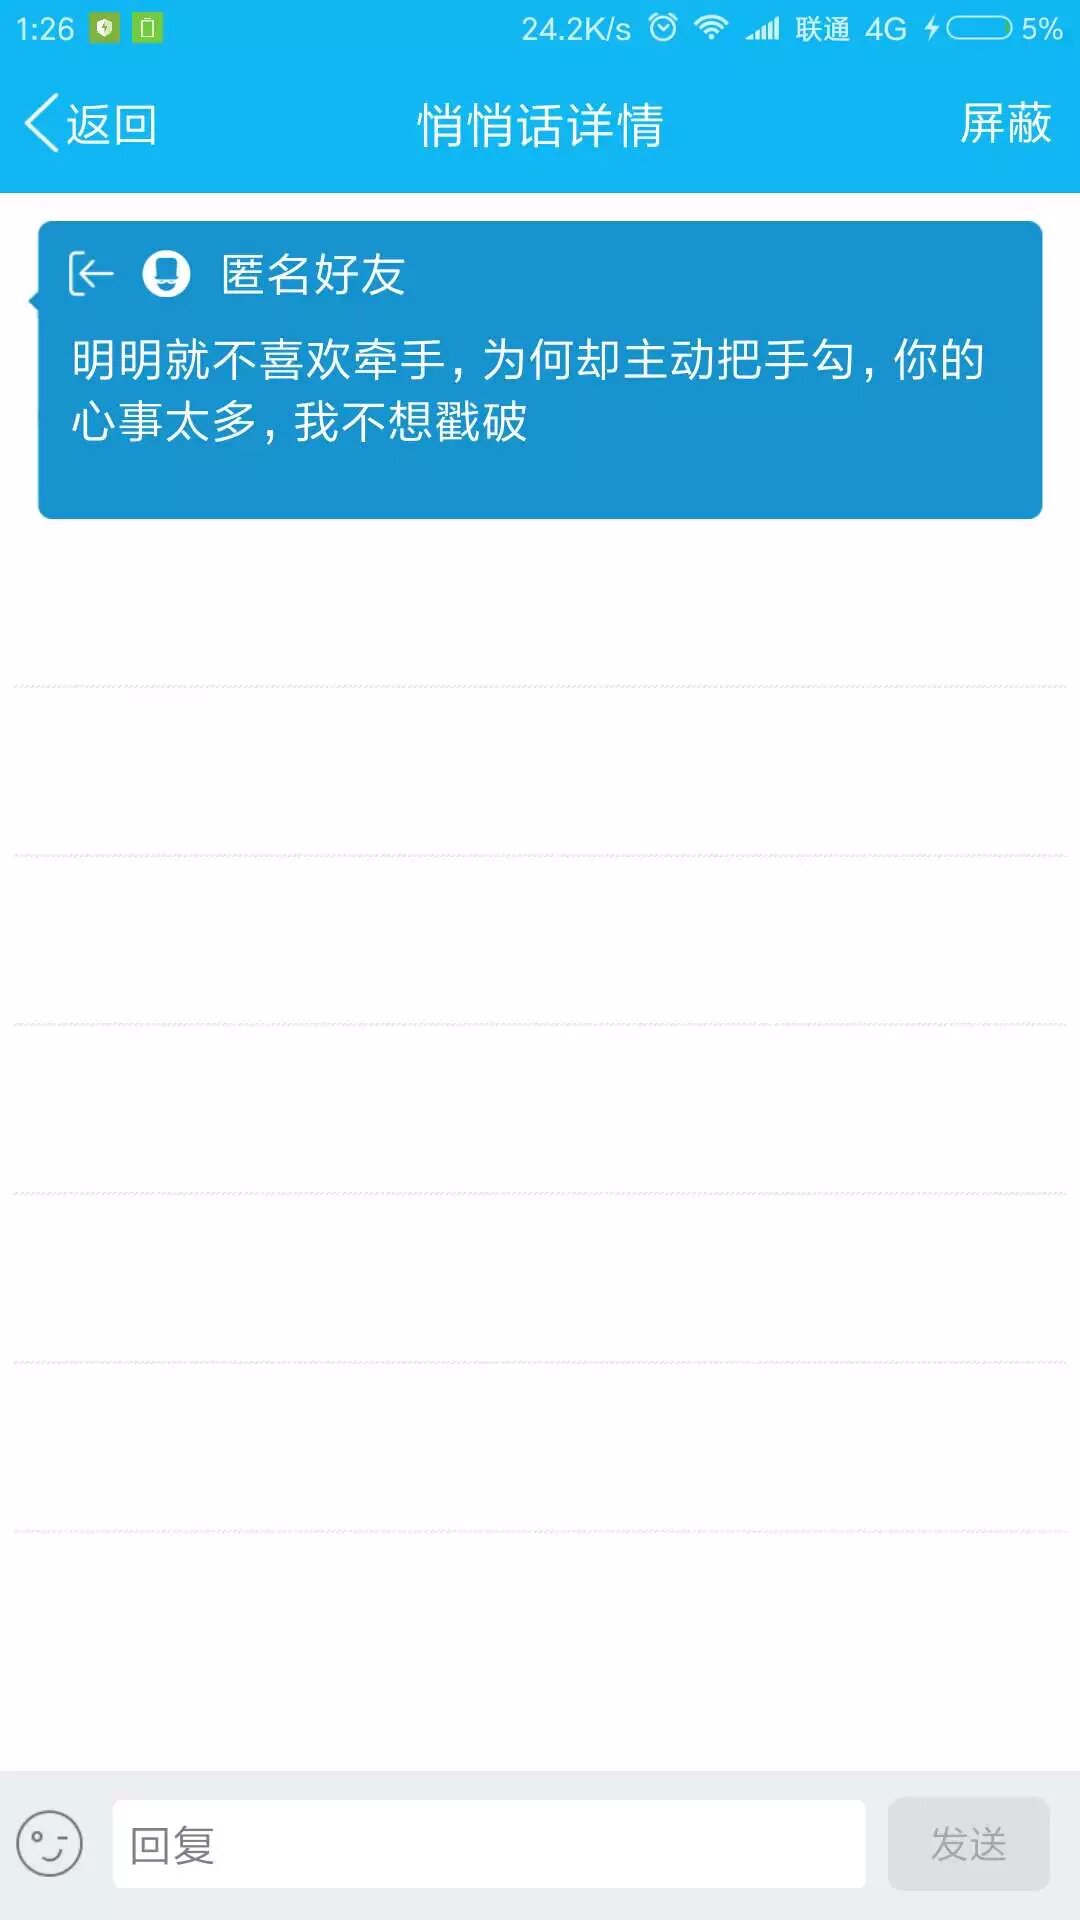 1:26 24.2K/s 联通 4G 5%
返回 悄悄话详情 屏蔽
匿名好友
明明就不喜欢牵手，为何却主动把手勾，你的
心事太多，我不想戳破
回复 发送